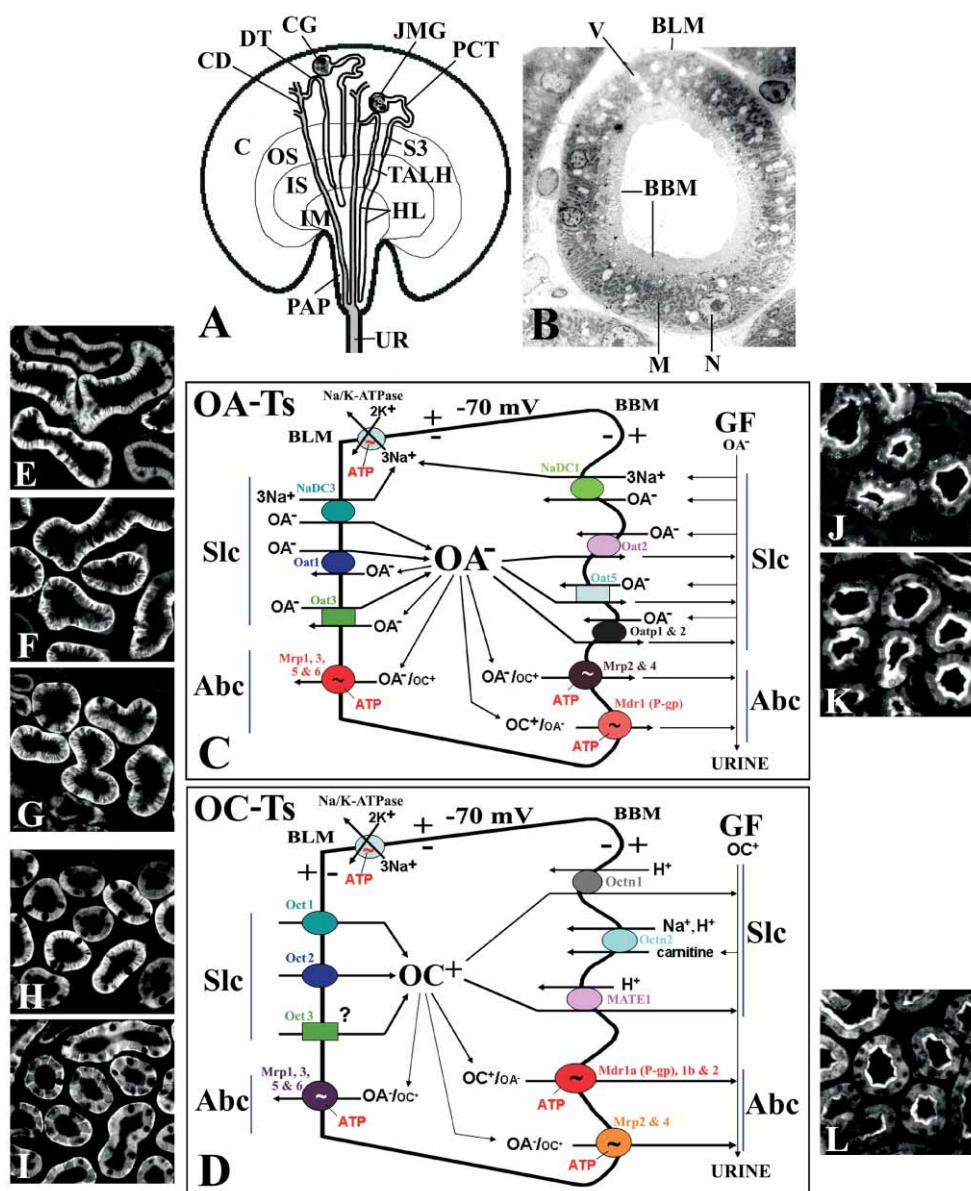 CG
JMG
DT
PCT
CD
C
S3
OS
TALH
IS
HL
IM
PAP
A
UR
V
BLM
BBM
B
M
N
E
F
G
H
I
OA-Ts
Na/K-ATPase
2K+
+
-
-70 mV
BBM
BLM
~
ATP
3Na+
- +
GF
OA-
NaDC3
3Na+
OA-
NaDC1
3Na+
OA-
Slc
OA-
Oat1
OA-
OA-
Oat3
OA-
OA-
OA-
Oat2
OA-
Oat5
OA-
Oatp1 & 2
Slc
Abc
Mrp1, 3,
5 & 6
~
ATP
OA-/OC+
OA-/OC+
~
ATP
Mrp2 & 4
OC+/OA-
~
ATP
Mdr1 (P-gp)
Abc
C
URINE
OC-Ts
Na/K-ATPase
2K+
+
-
-70 mV
BBM
BLM
~
ATP
3Na+
+ -
- +
GF
OC+
Slc
Oct1
Oct2
Oct3
?
OC+
H+
Octn1
Na+, H+
Octn2
carnitine
H+
MATE1
Slc
Abc
Mrp1, 3,
5 & 6
~
ATP
OA-/OC+
OC+/OA-
~
ATP
Mdr1a (P-gp), 1b & 2
OA-/OC+
~
ATP
Mrp2 & 4
Abc
D
URINE
J
K
L